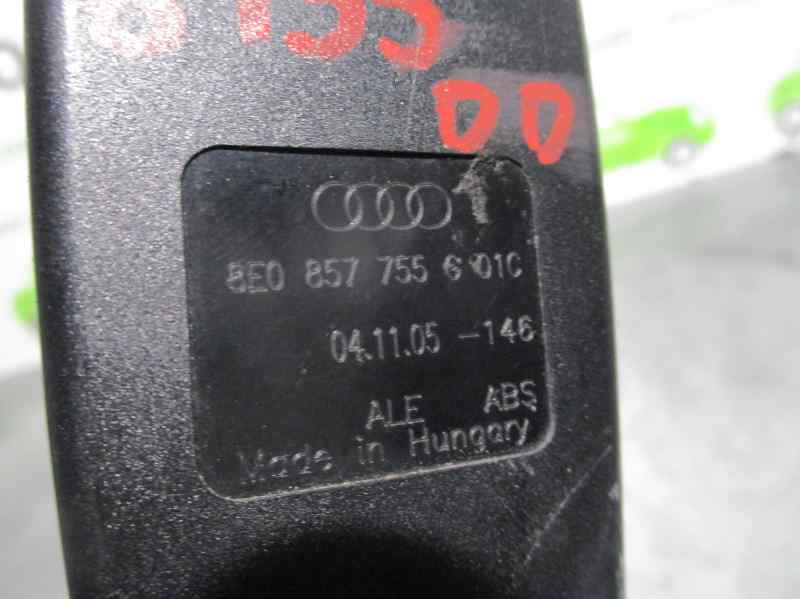 DD
8E0 857 755 G 01C
04.11.05 -146
ALE ABS
Made in Hungary